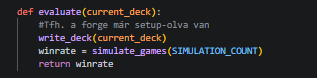 def evaluate(current_deck):
#Tfh. a forge már setup-olva van
write_deck(current_deck)
winrate = simulate_games(SIMULATION_COUNT)
return winrate